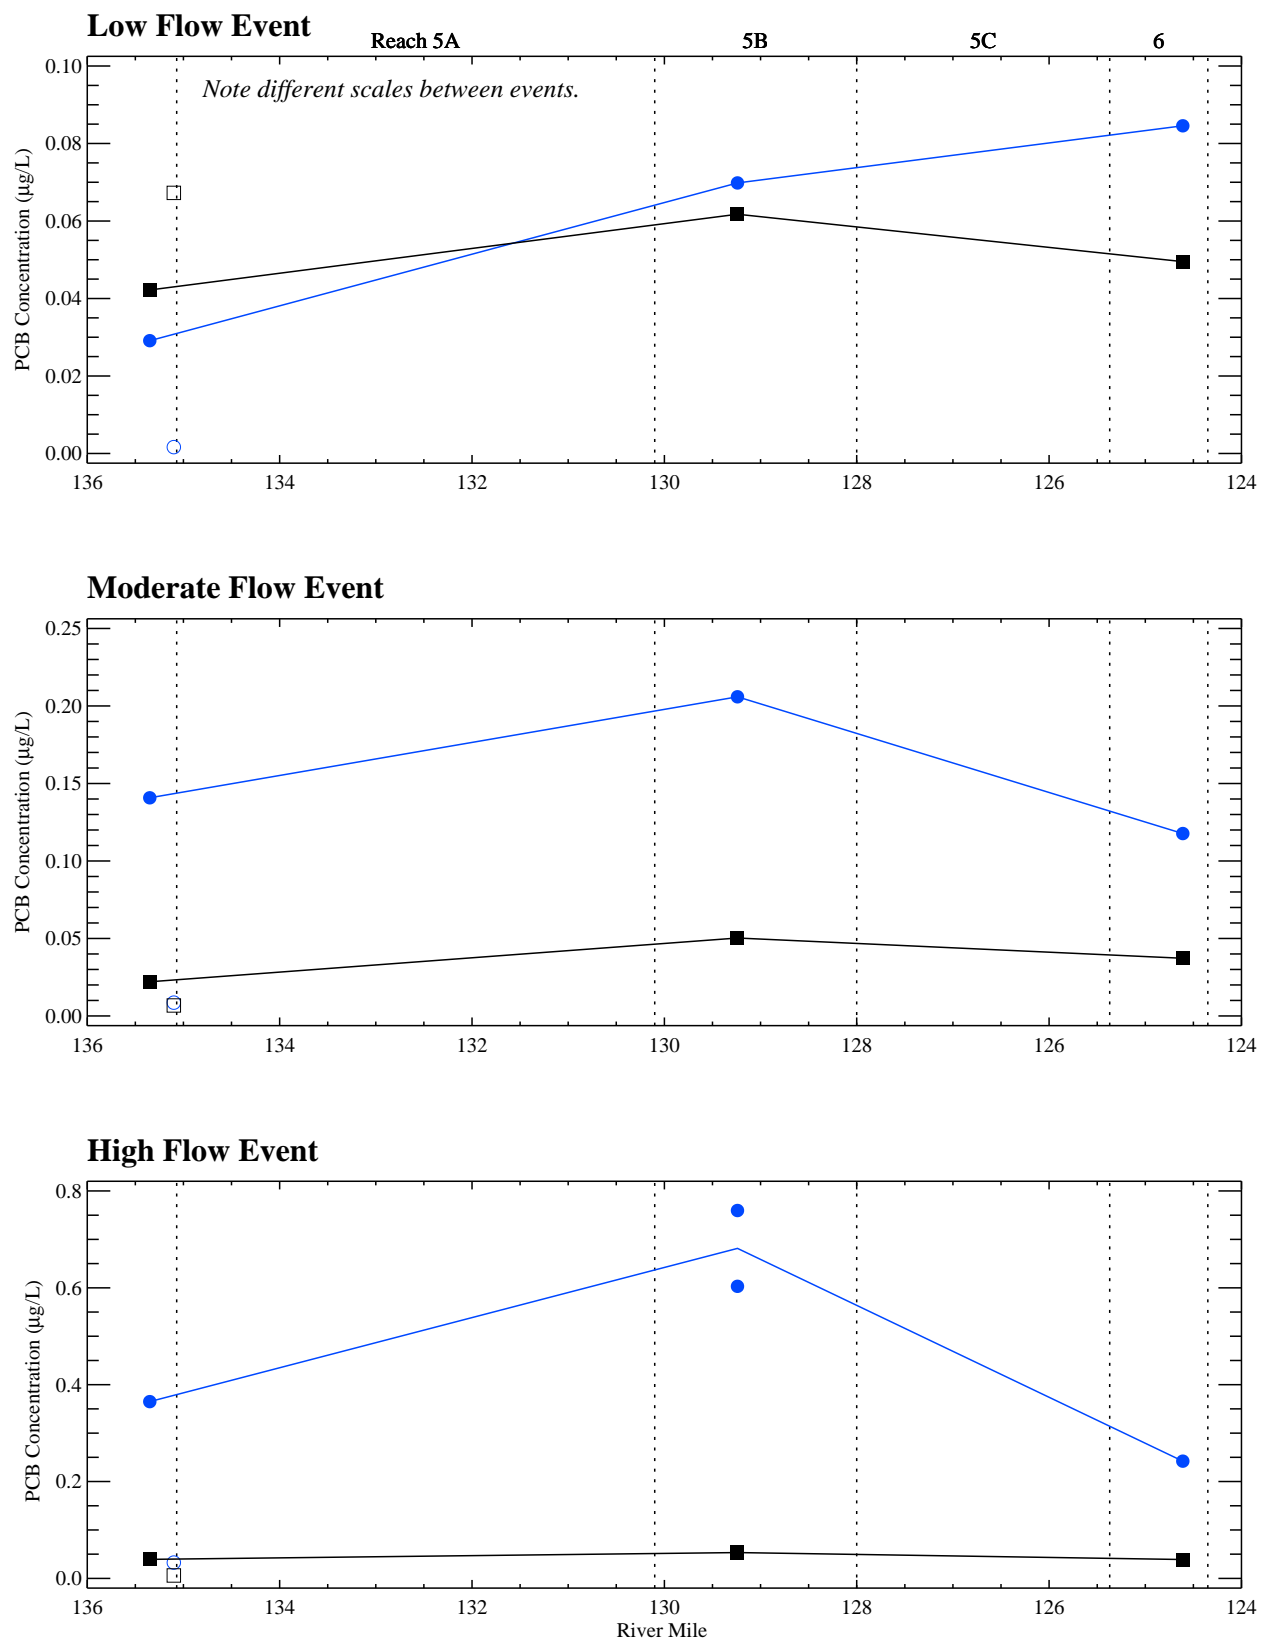 Low Flow Event
Reach 5A 5B 5C 6
Note different scales between events.
PCB Concentration (µg/L)
0.10
0.08
0.06
0.04
0.02
0.00
136 134 132 130 128 126 124
Moderate Flow Event
PCB Concentration (µg/L)
0.25
0.20
0.15
0.10
0.05
0.00
136 134 132 130 128 126 124
High Flow Event
PCB Concentration (µg/L)
0.8
0.6
0.4
0.2
0.0
136 134 132 130 128 126 124
River Mile